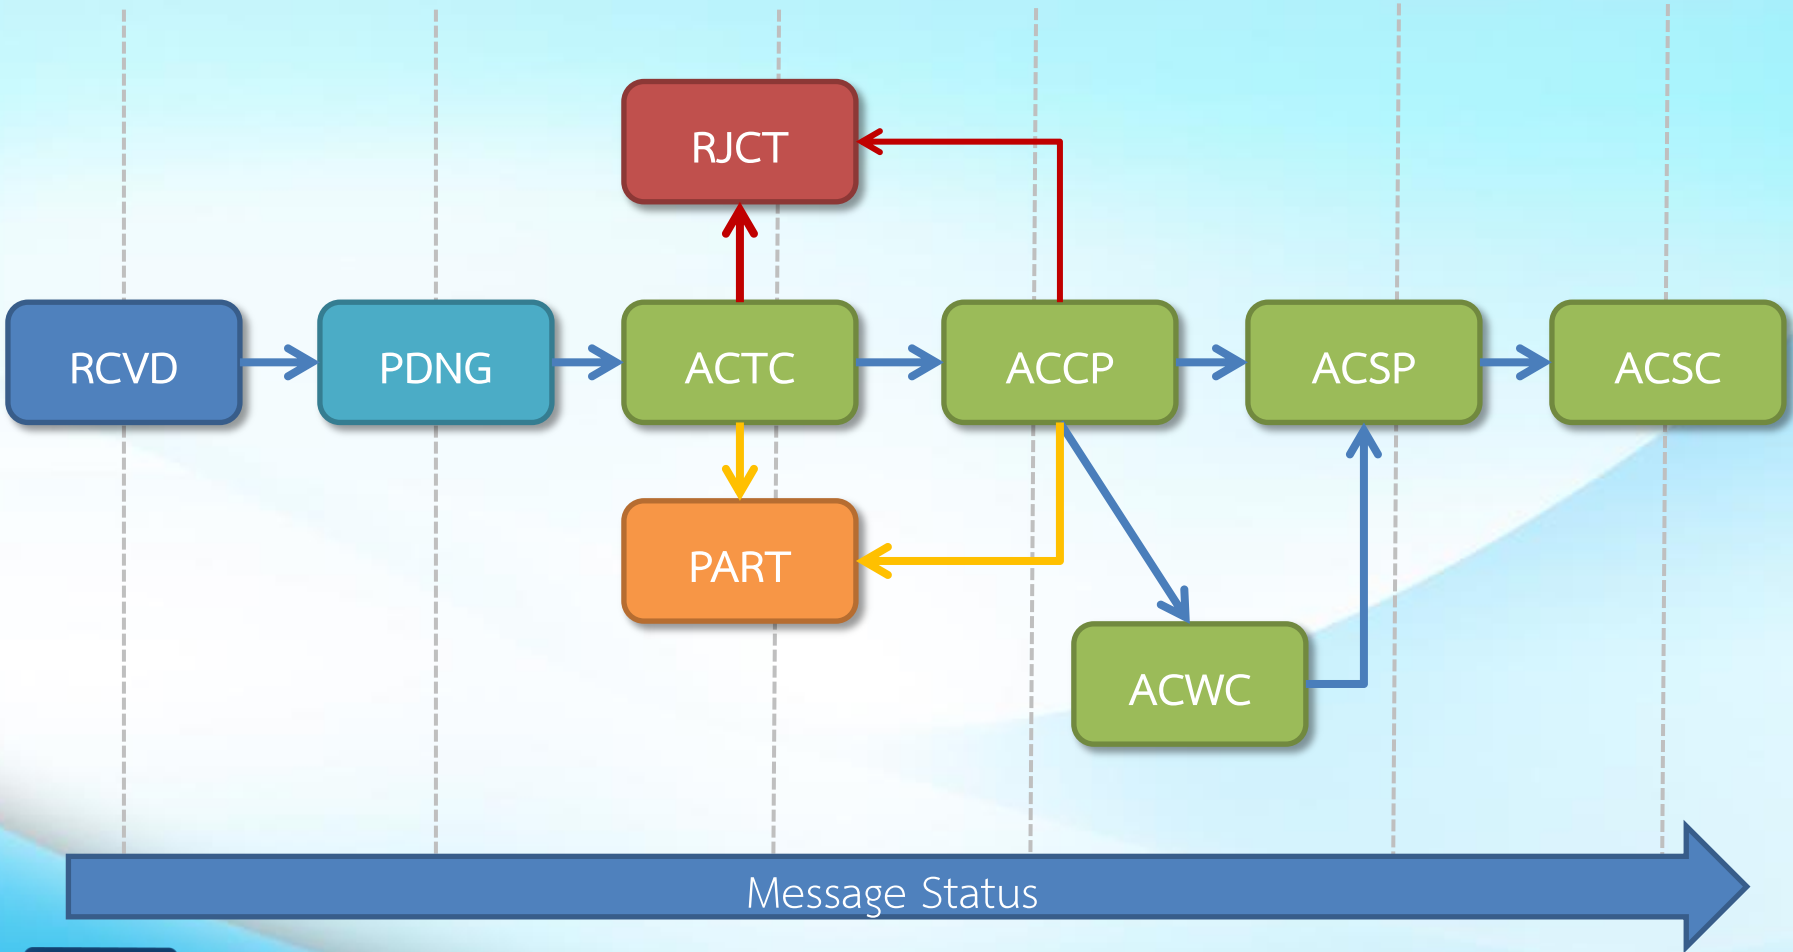 RJCT
RCVD
PDNG
ACTC
ACCP
ACSP
ACSC
PART
ACWC
Message Status